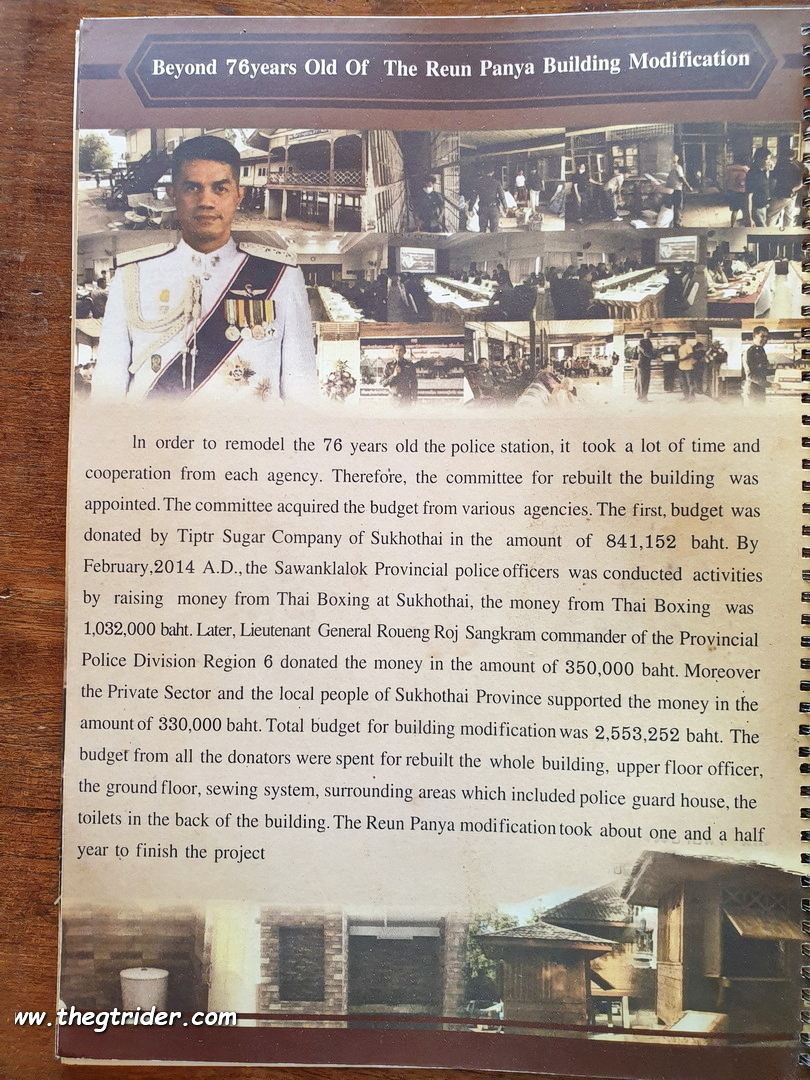 Beyond 76years Old Of The Reun Panya Building Modification
In order to remodel the 76 years old the police station, it took a lot of time and
cooperation from each agency. Therefore, the committee for rebuilt the building was
appointed. The committee acquired the budget from various agencies. The first, budget was
donated by Tiptr Sugar Company of Sukhothai in the amount of 841,152 baht. By
February,2014 A.D., the Sawanklalok Provincial police officers was conducted activities
by raising money from Thai Boxing at Sukhothai, the money from Thai Boxing was
1,032,000 baht. Later, Lieutenant General Roueng Roj Sangkram commander of the Provincial
Police Division Region 6 donated the money in the amount of 350,000 baht. Moreover
the Private Sector and the local people of Sukhothai Province supported the money in the
amount of 330,000 baht. Total budget for building modification was 2,553,252 baht. The
budget from all the donators were spent for rebuilt the whole building, upper floor officer,
the ground floor, sewing system, surrounding areas which included police guard house, the
toilets in the back of the building. The Reun Panya modification took about one and a half
year to finish the project
ww.thegtrider.com